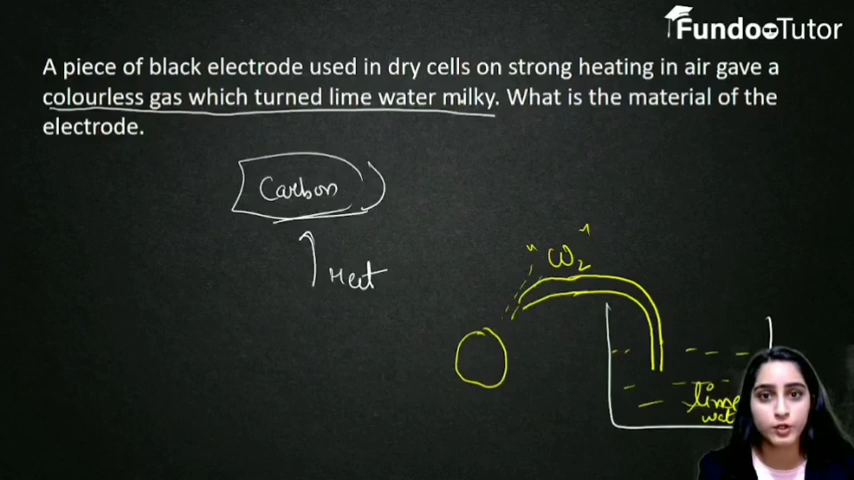 FundooTutor
A piece of black electrode used in dry cells on strong heating in air gave a
colourless gas which turned lime water milky. What is the material of the
electrode.
Carbon
Heat
" CO2 "
lime
wat